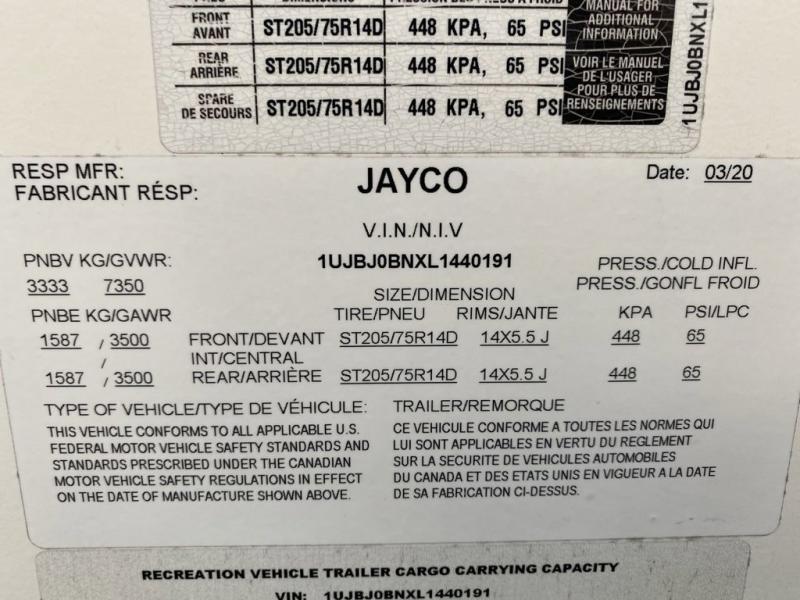 FRONT ST205/75R14D 448 KPA, 65 PSI
AVANT
REAR ST205/75R14D 448 KPA, 65 PSI
ARRIÈRE
SPARE ST205/75R14D 448 KPA, 65 PSI
DE SECOURS
MANUAL FOR
ADDITIONAL
INFORMATION
VOIR LE MANUEL
DE L'USAGER
POUR PLUS DE
RENSEIGNEMENTS
1UJBJ0BNXL1
RESP MFR: JAYCO Date: 03/20
FABRICANT RÉSP:
V.I.N./N.I.V
PNBV KG/GVWR: 1UJBJ0BNXL1440191 PRESS./COLD INFL.
3333 7350 SIZE/DIMENSION PRESS./GONFL FROID
PNBE KG/GAWR TIRE/PNEU RIMS/JANTE KPA PSI/LPC
1587 / 3500 FRONT/DEVANT ST205/75R14D 14X5.5 J 448 65
/ INT/CENTRAL
1587 / 3500 REAR/ARRIÈRE ST205/75R14D 14X5.5 J 448 65
TYPE OF VEHICLE/TYPE DE VÉHICULE: TRAILER/REMORQUE
THIS VEHICLE CONFORMS TO ALL APPLICABLE U.S.
FEDERAL MOTOR VEHICLE SAFETY STANDARDS AND
STANDARDS PRESCRIBED UNDER THE CANADIAN
MOTOR VEHICLE SAFETY REGULATIONS IN EFFECT
ON THE DATE OF MANUFACTURE SHOWN ABOVE.
CE VEHICULE CONFORME A TOUTES LES NORMES QUI
LUI SONT APPLICABLES EN VERTU DU REGLEMENT
SUR LA SECURITE DE VEHICULES AUTOMOBILES
DU CANADA ET DES ETATS UNIS EN VIGUEUR A LA DATE
DE SA FABRICATION CI-DESSUS.
RECREATION VEHICLE TRAILER CARGO CARRYING CAPACITY
VIN: 1UJBJ0BNXL1440191